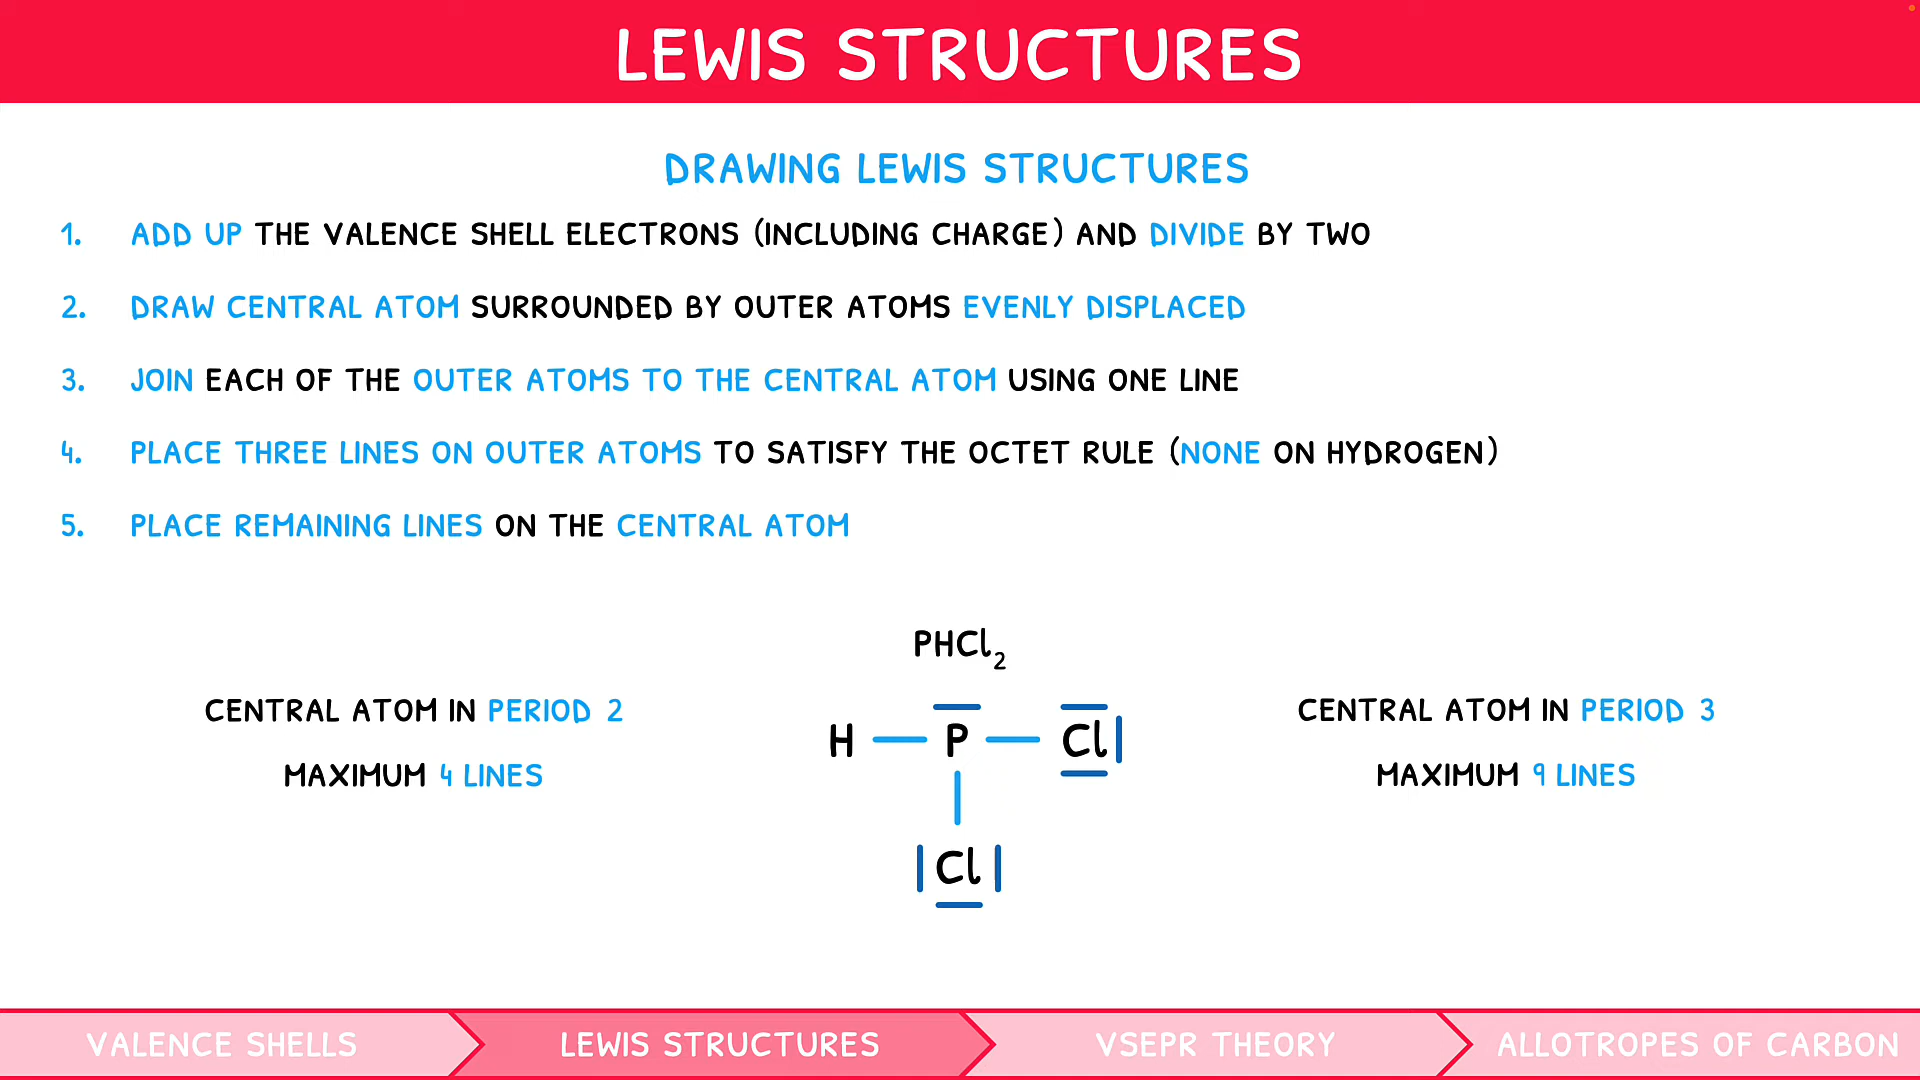 LEWIS STRUCTURES
DRAWING LEWIS STRUCTURES
1. ADD UP THE VALENCE SHELL ELECTRONS (INCLUDING CHARGE) AND DIVIDE BY TWO
2. DRAW CENTRAL ATOM SURROUNDED BY OUTER ATOMS EVENLY DISPLACED
3. JOIN EACH OF THE OUTER ATOMS TO THE CENTRAL ATOM USING ONE LINE
4. PLACE THREE LINES ON OUTER ATOMS TO SATISFY THE OCTET RULE (NONE ON HYDROGEN)
5. PLACE REMAINING LINES ON THE CENTRAL ATOM
PHCl₂
CENTRAL ATOM IN PERIOD 2
MAXIMUM 4 LINES
H P Cl
Cl
CENTRAL ATOM IN PERIOD 3
MAXIMUM 9 LINES
VALENCE SHELLS
LEWIS STRUCTURES
VSEPR THEORY
ALLOTROPES OF CARBON